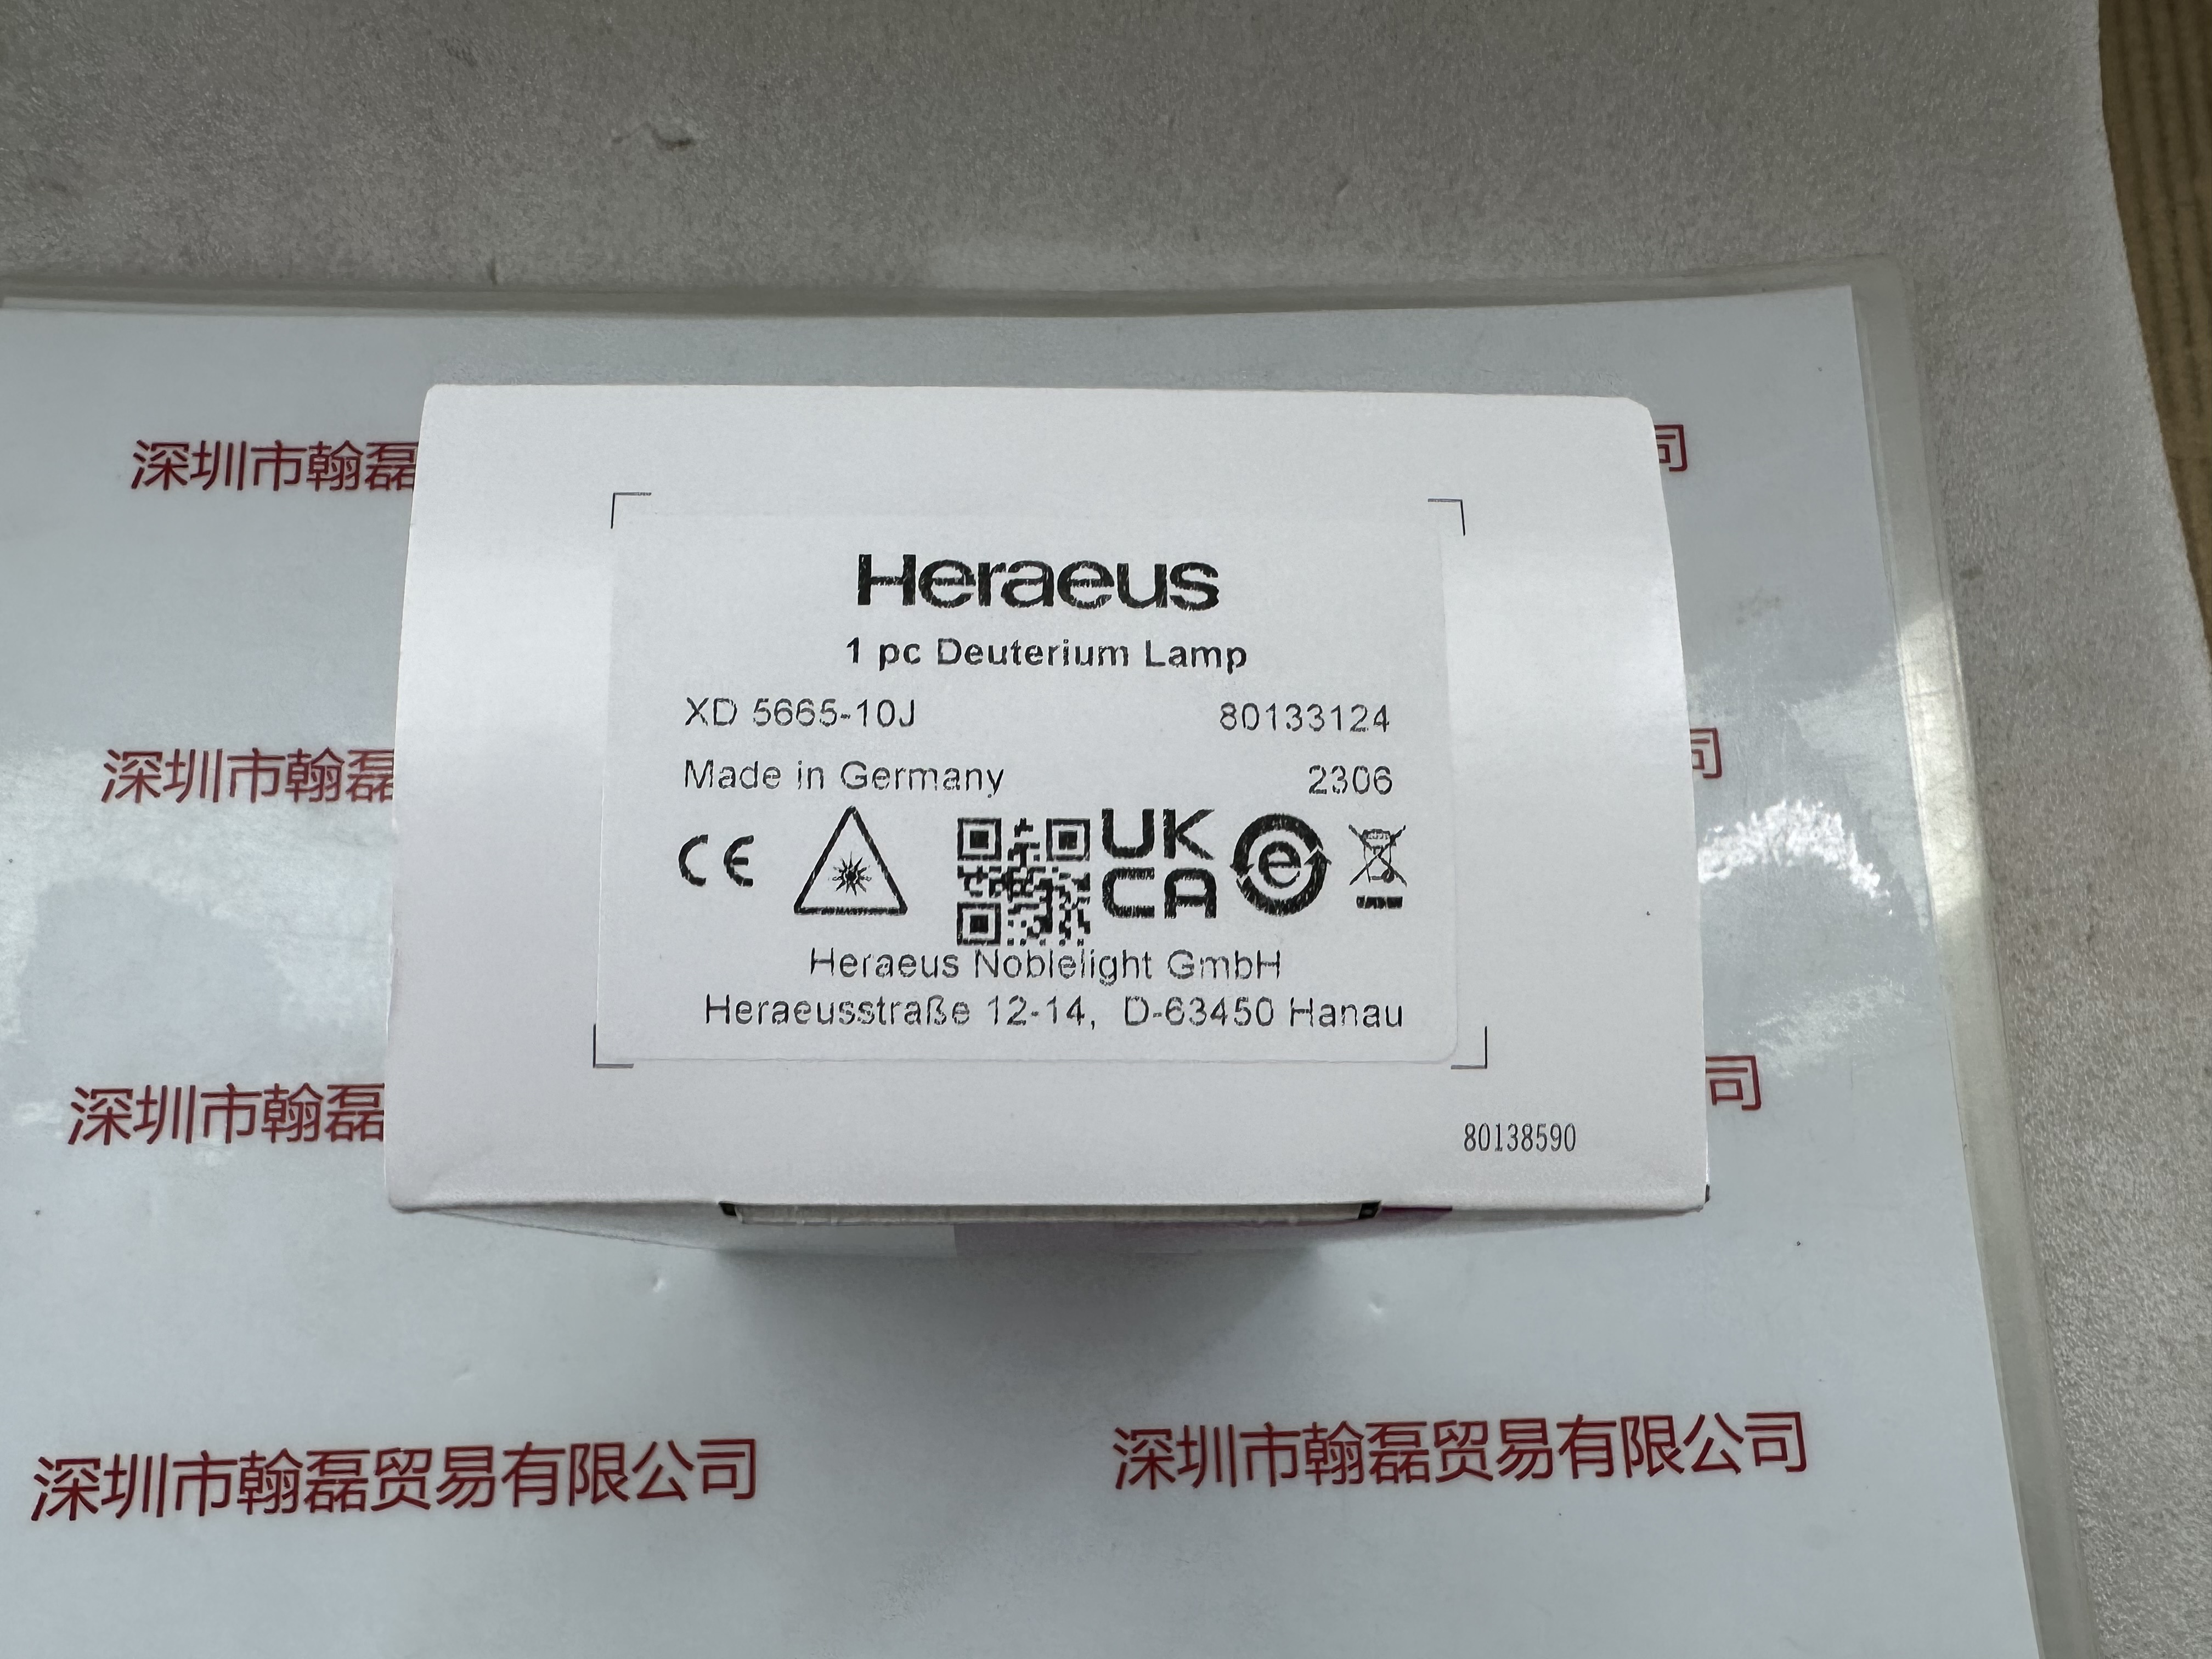 深圳市翰磊
司
Heraeus
1 pc Deuterium Lamp
XD 5665-10J 80133124
Made in Germany 2306
CE UK CA e
Heraeus Noblelight GmbH
Heraeusstraße 12-14, D-63450 Hanau
80138590
深圳市翰磊
司
深圳市翰磊
司
深圳市翰磊贸易有限公司 深圳市翰磊贸易有限公司